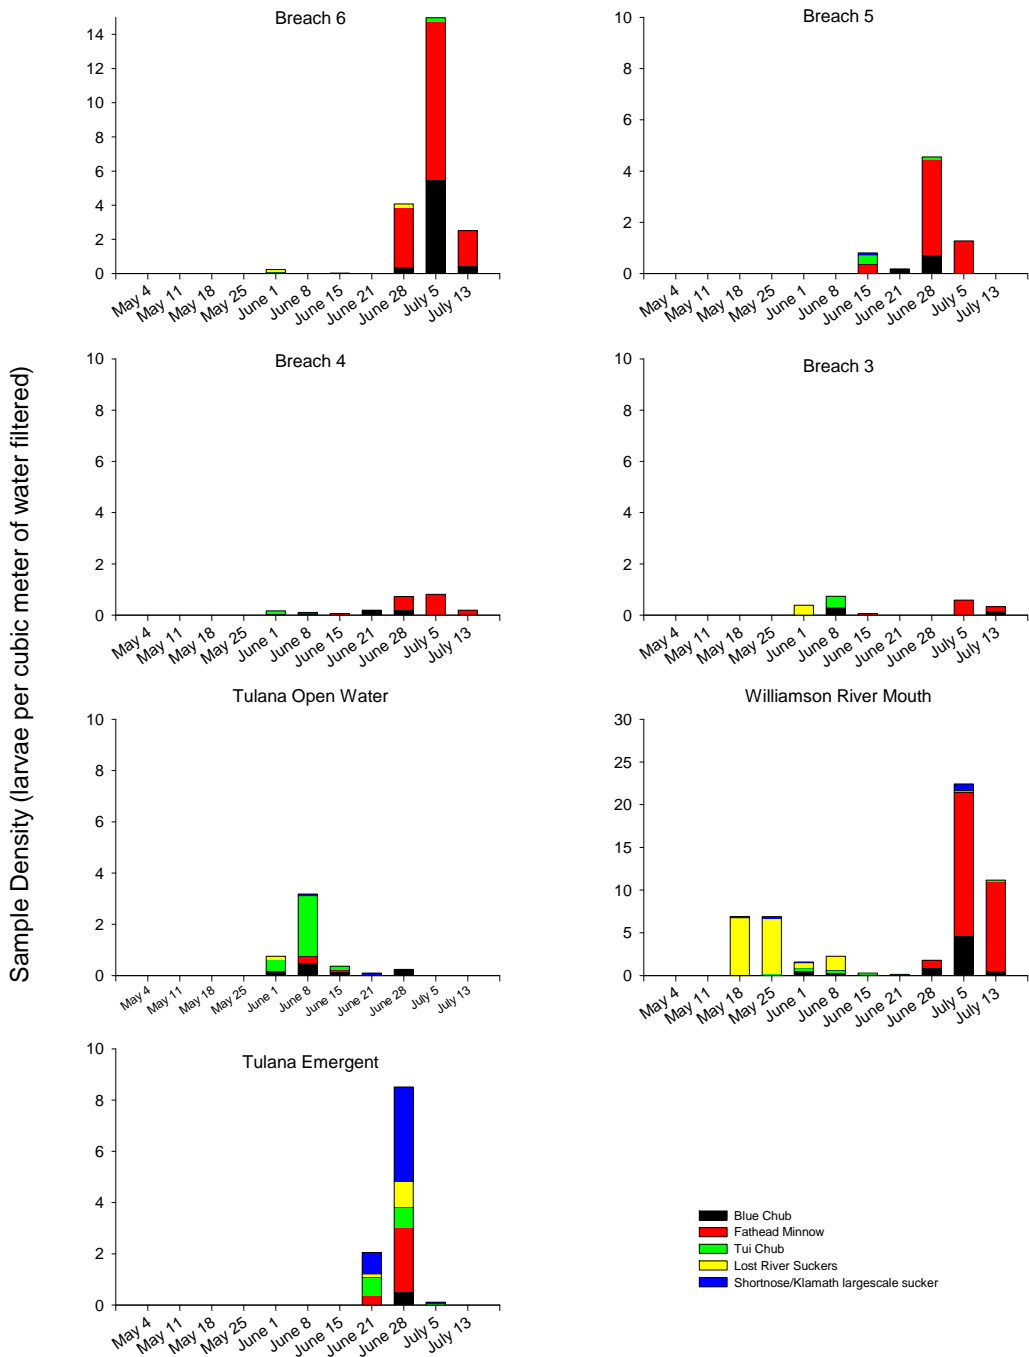 Sample Density (larvae per cubic meter of water filtered)
Breach 6
14
12
10
8
6
4
2
0
May 4
May 11
May 18
May 25
June 1
June 8
June 15
June 21
June 28
July 5
July 13
Breach 5
10
8
6
4
2
0
May 4
May 11
May 18
May 25
June 1
June 8
June 15
June 21
June 28
July 5
July 13
Breach 4
10
8
6
4
2
0
May 4
May 11
May 18
May 25
June 1
June 8
June 15
June 21
June 28
July 5
July 13
Breach 3
10
8
6
4
2
0
May 4
May 11
May 18
May 25
June 1
June 8
June 15
June 21
June 28
July 5
July 13
Tulana Open Water
10
8
6
4
2
0
May 4
May 11
May 18
May 25
June 1
June 8
June 15
June 21
June 28
July 5
July 13
Williamson River Mouth
30
25
20
15
10
5
0
May 4
May 11
May 18
May 25
June 1
June 8
June 15
June 21
June 28
July 5
July 13
Tulana Emergent
10
8
6
4
2
0
May 4
May 11
May 18
May 25
June 1
June 8
June 15
June 21
June 28
July 5
July 13
Blue Chub
Fathead Minnow
Tui Chub
Lost River Suckers
Shortnose/Klamath largescale sucker